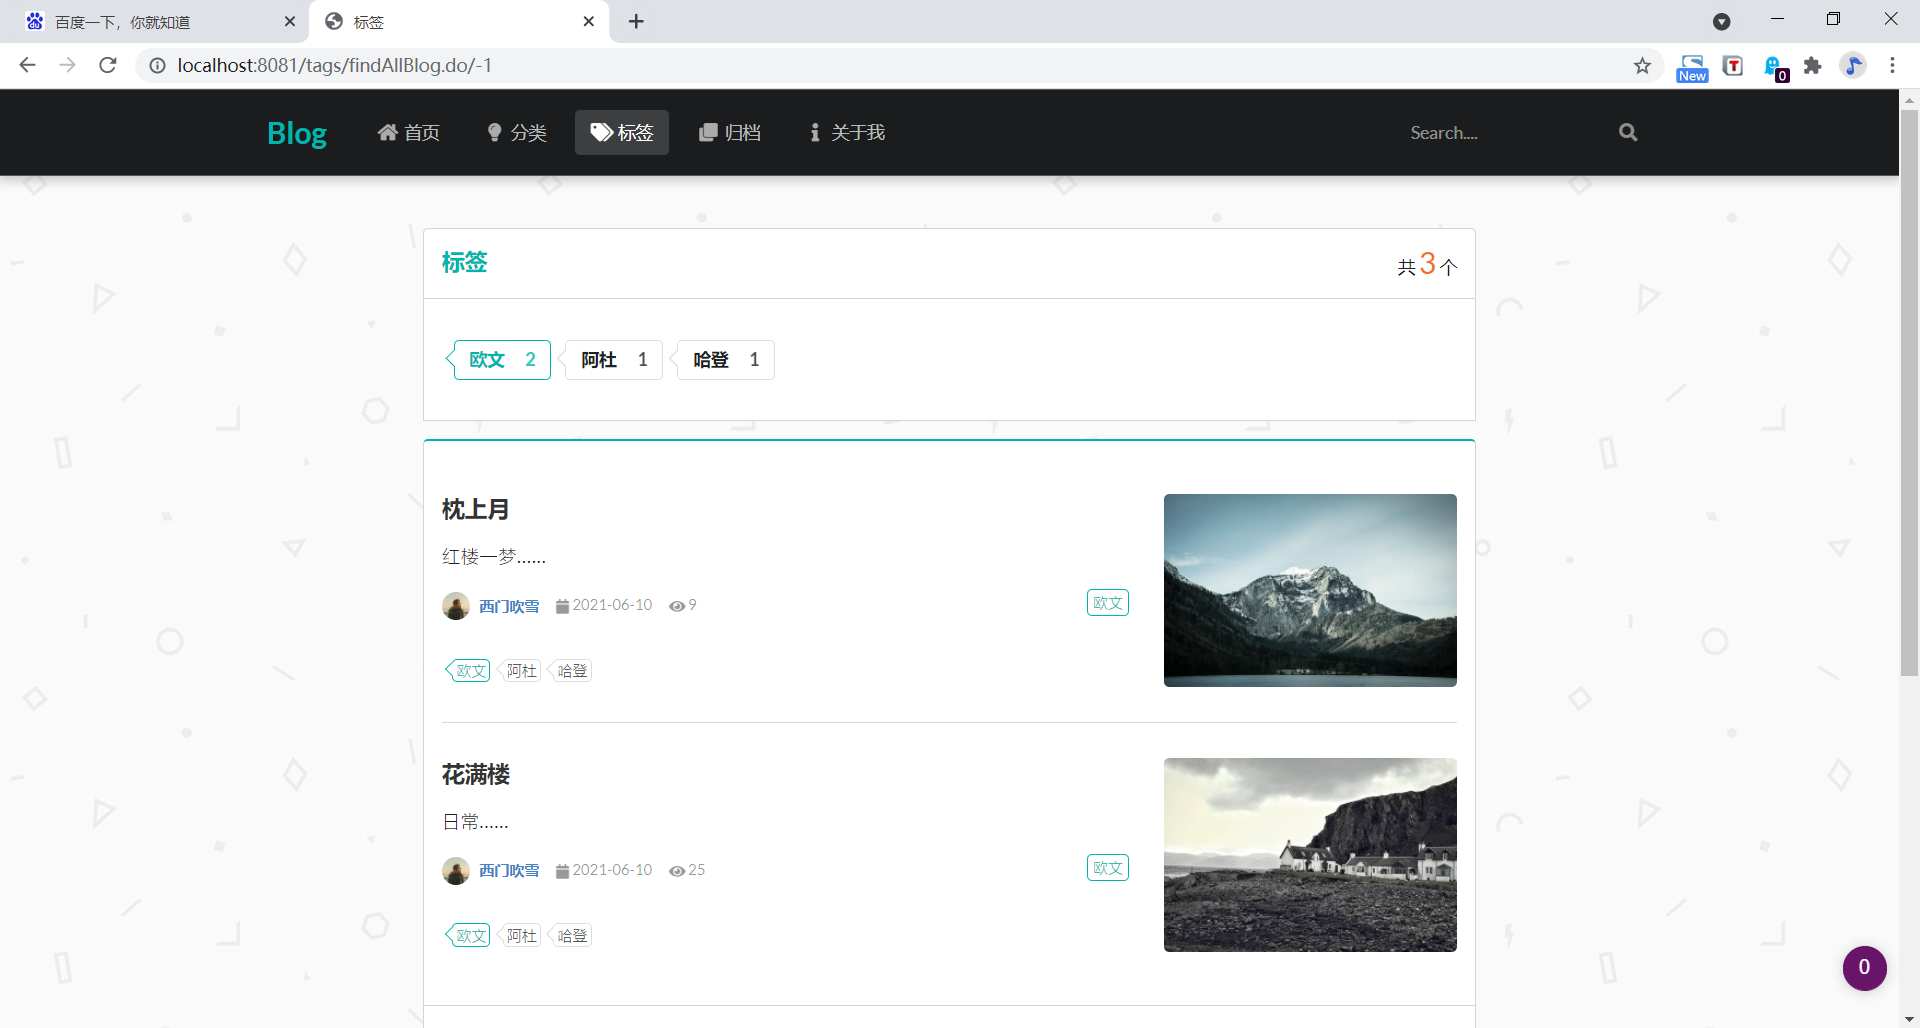 百度一下，你就知道
标签
localhost:8081/tags/findAllBlog.do/-1
New
T
0
Blog
首页
分类
标签
归档
关于我
Search....
标签
共3个
欧文 2
阿杜 1
哈登 1
枕上月
红楼一梦......
西门吹雪 2021-06-10 9
欧文
欧文 阿杜 哈登
花满楼
日常......
西门吹雪 2021-06-10 25
欧文
欧文 阿杜 哈登
0